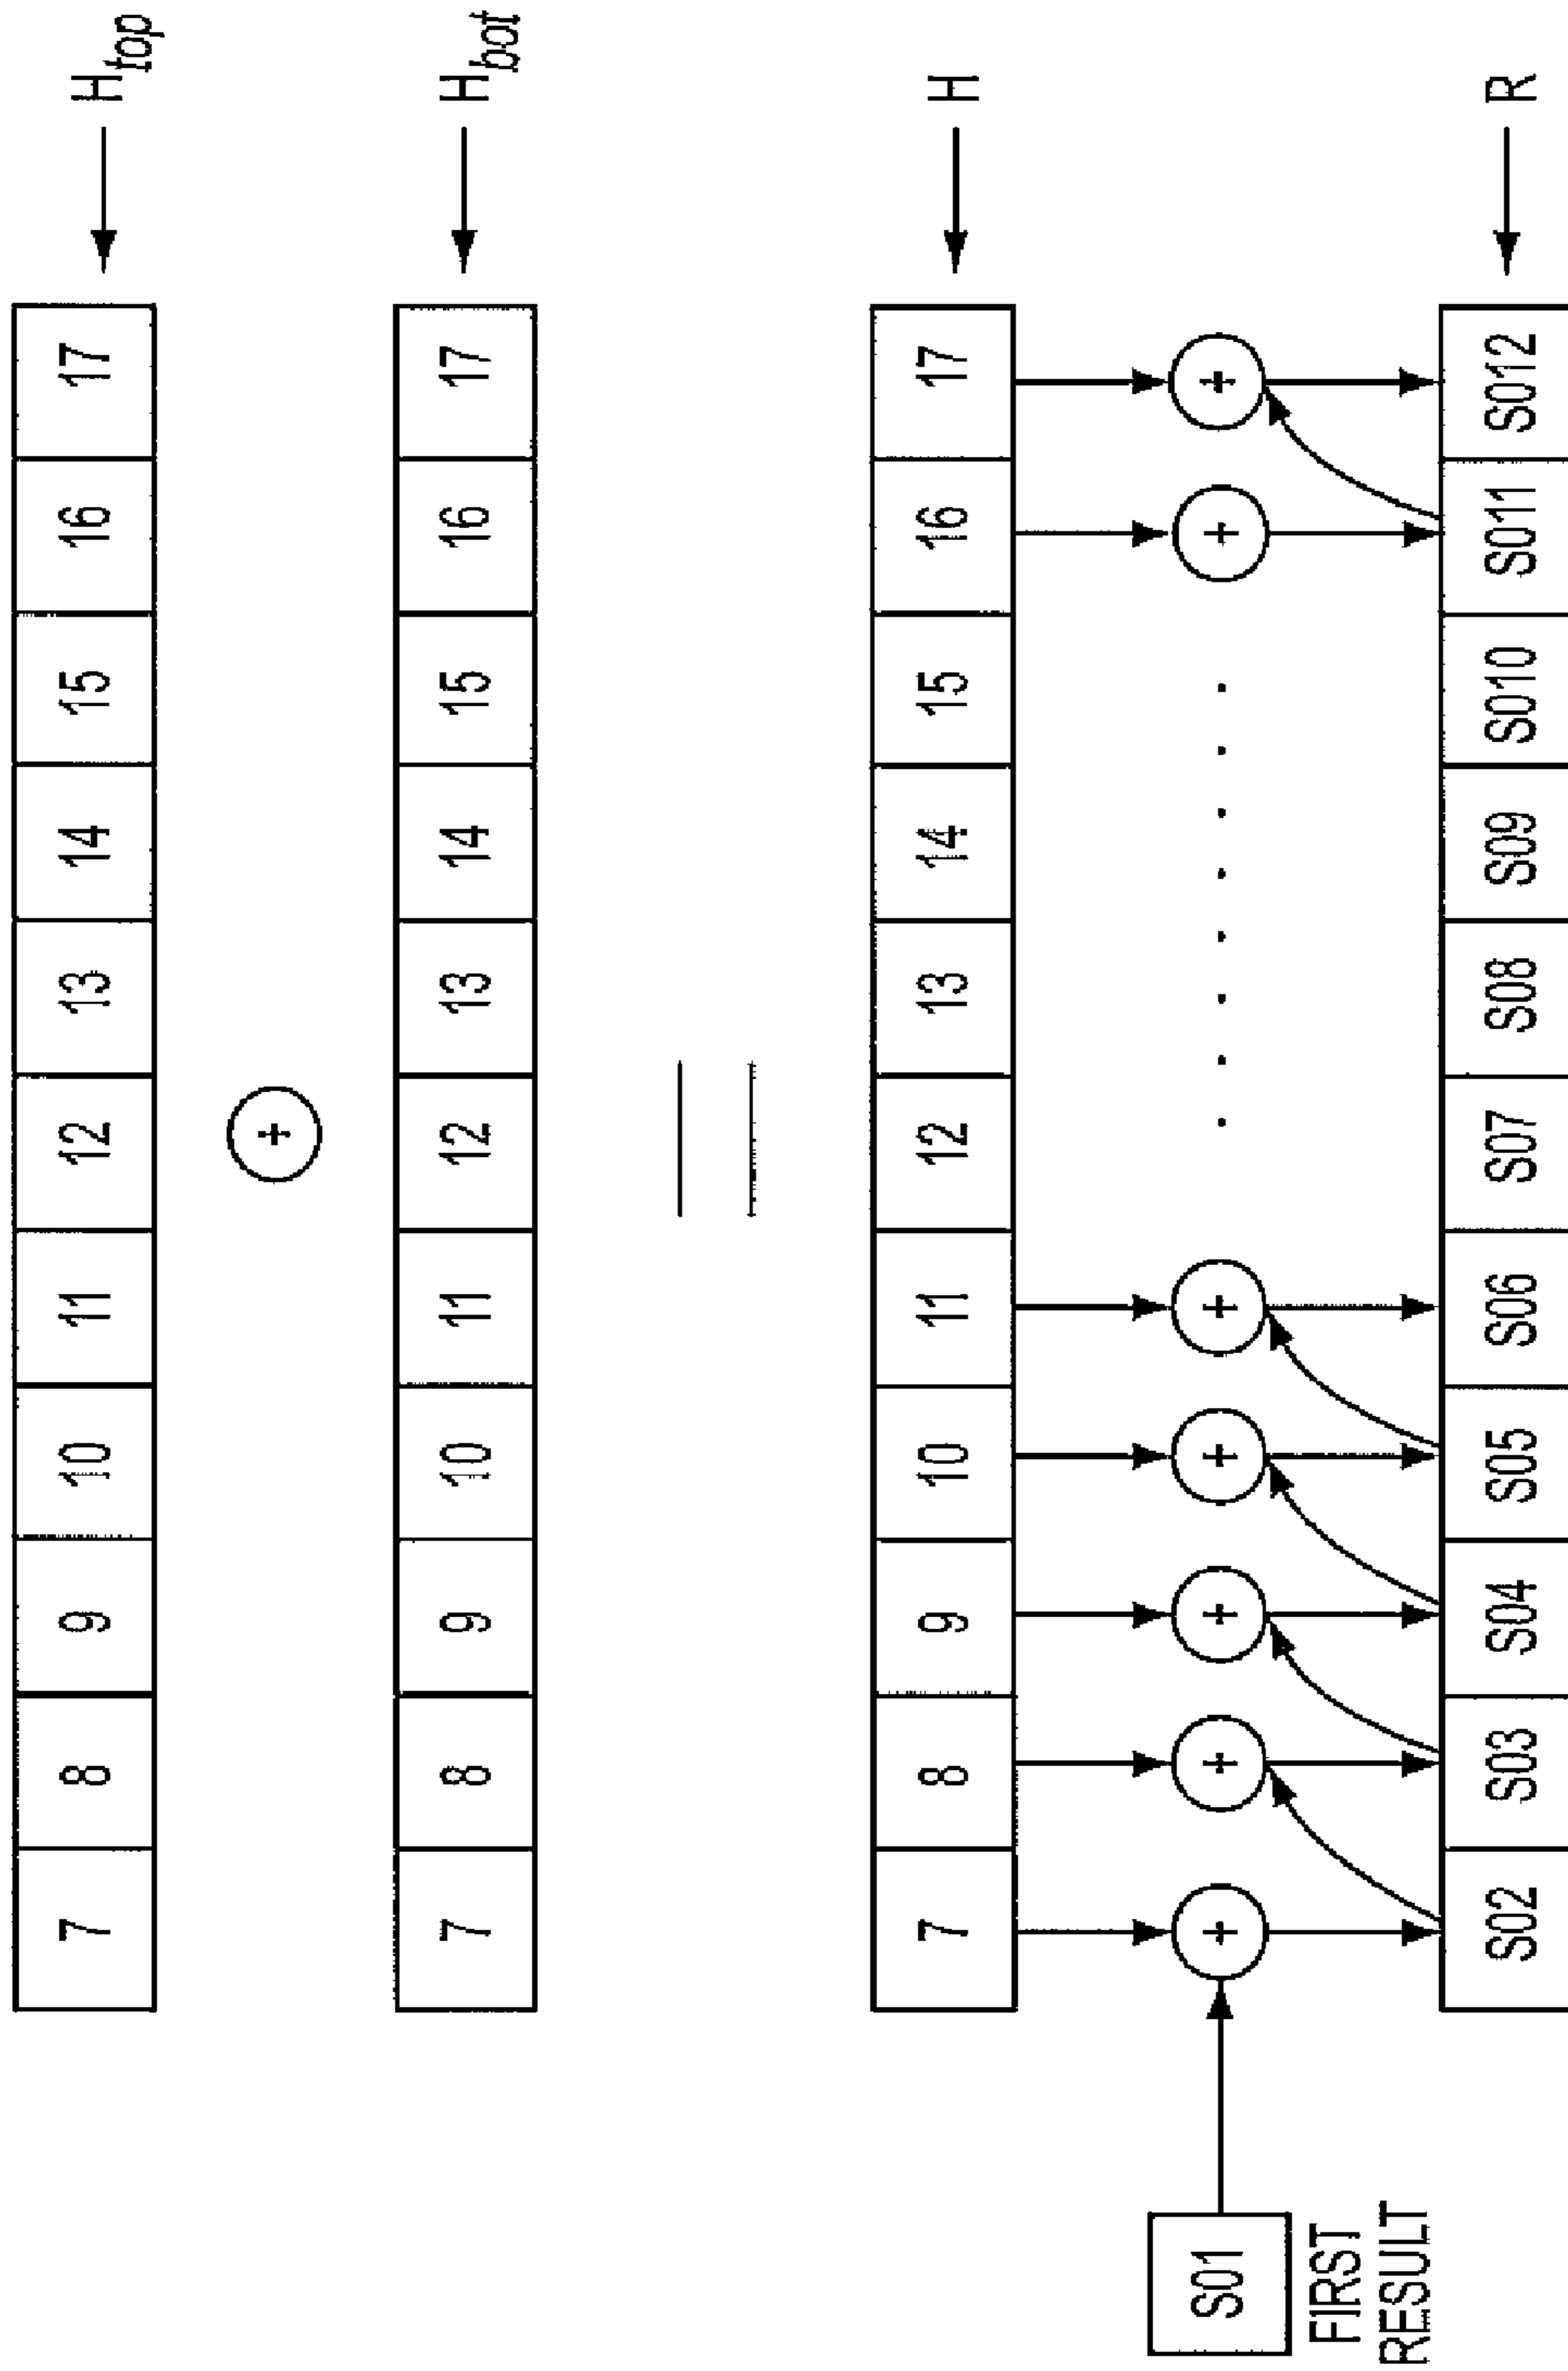 7 8 9 10 11 12 13 14 15 16 17 H top
+
7 8 9 10 11 12 13 14 15 16 17 H bot
=
7 8 9 10 11 12 13 14 15 16 17 H
S01 + + + + + . . . . . . . . + +
FIRST
RESULT
S02 S03 S04 S05 S06 S07 S08 S09 S010 S011 S012 R